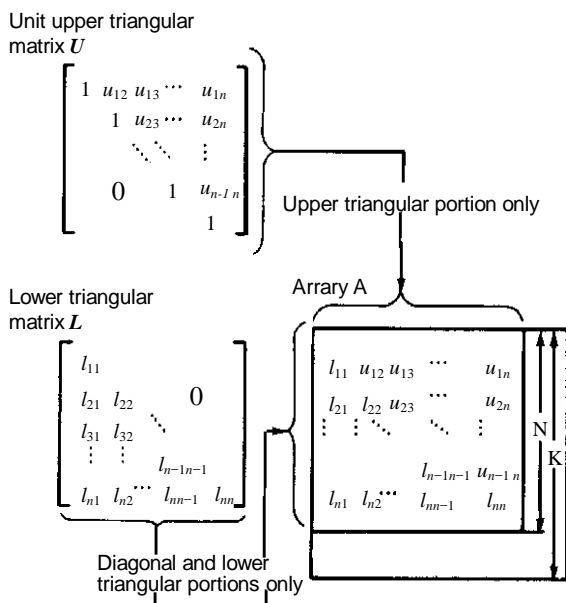 Unit upper triangular
matrix U
1 u12 u13 ⋯ u1n
1 u23 ⋯ u2n
⋱ ⋱ ⋮
0 1 un-1 n
1
Upper triangular portion only
Lower triangular
matrix L
l11
l21 l22 0
l31 l32 ⋱
⋮ ⋮ ln−1n−1
ln1 ln2 ⋯ lnn−1 lnn
Diagonal and lower
triangular portions only
Arrary A
l11 u12 u13 ⋯ u1n
l21 l22 u23 ⋯ u2n
⋮ ⋮ ⋱ ⋱ ⋮
ln−1n−1 un−1 n
ln1 ln2 ⋯ lnn−1 lnn
N
K